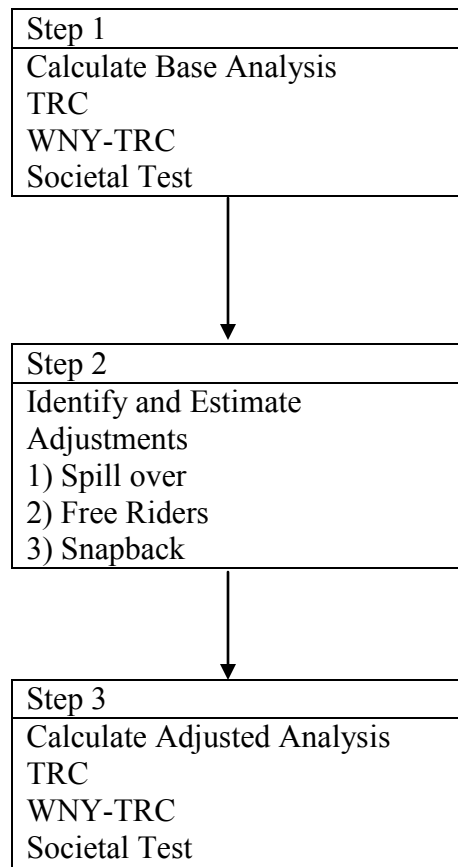 Step 1
Calculate Base Analysis
TRC
WNY-TRC
Societal Test
Step 2
Identify and Estimate
Adjustments
1) Spill over
2) Free Riders
3) Snapback
Step 3
Calculate Adjusted Analysis
TRC
WNY-TRC
Societal Test